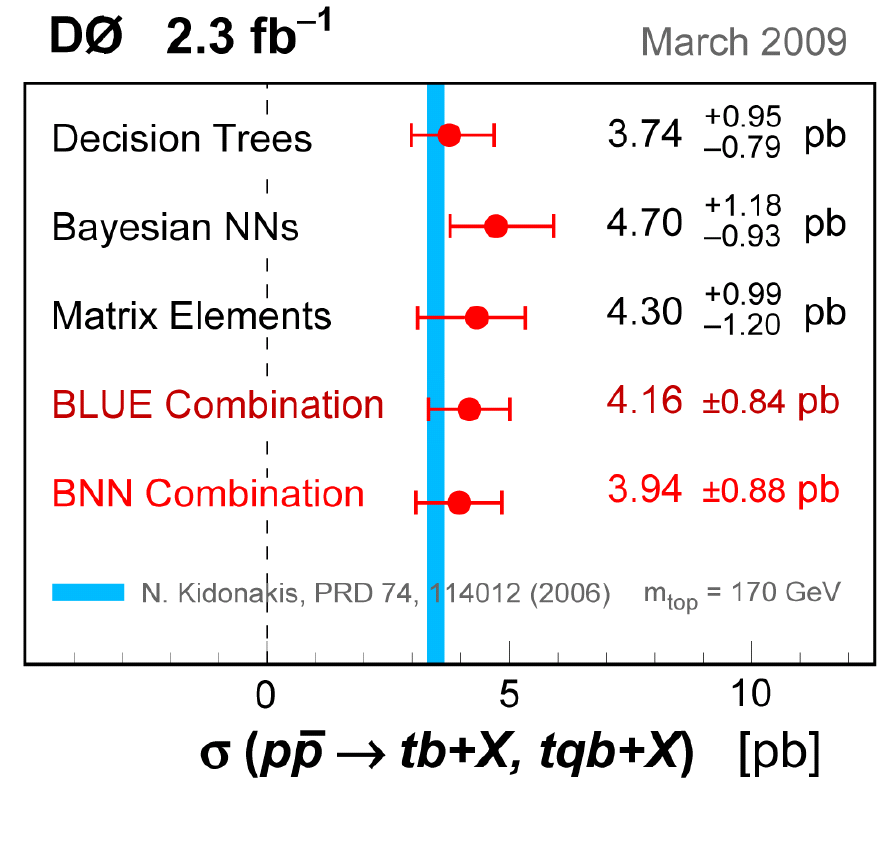 DØ 2.3 fb⁻¹ March 2009
Decision Trees 3.74 +0.95 –0.79 pb
Bayesian NNs 4.70 +1.18 –0.93 pb
Matrix Elements 4.30 +0.99 –1.20 pb
BLUE Combination 4.16 ±0.84 pb
BNN Combination 3.94 ±0.88 pb
N. Kidonakis, PRD 74, 114012 (2006) m_top = 170 GeV
0 5 10
σ (pp̅ → tb+X, tqb+X) [pb]